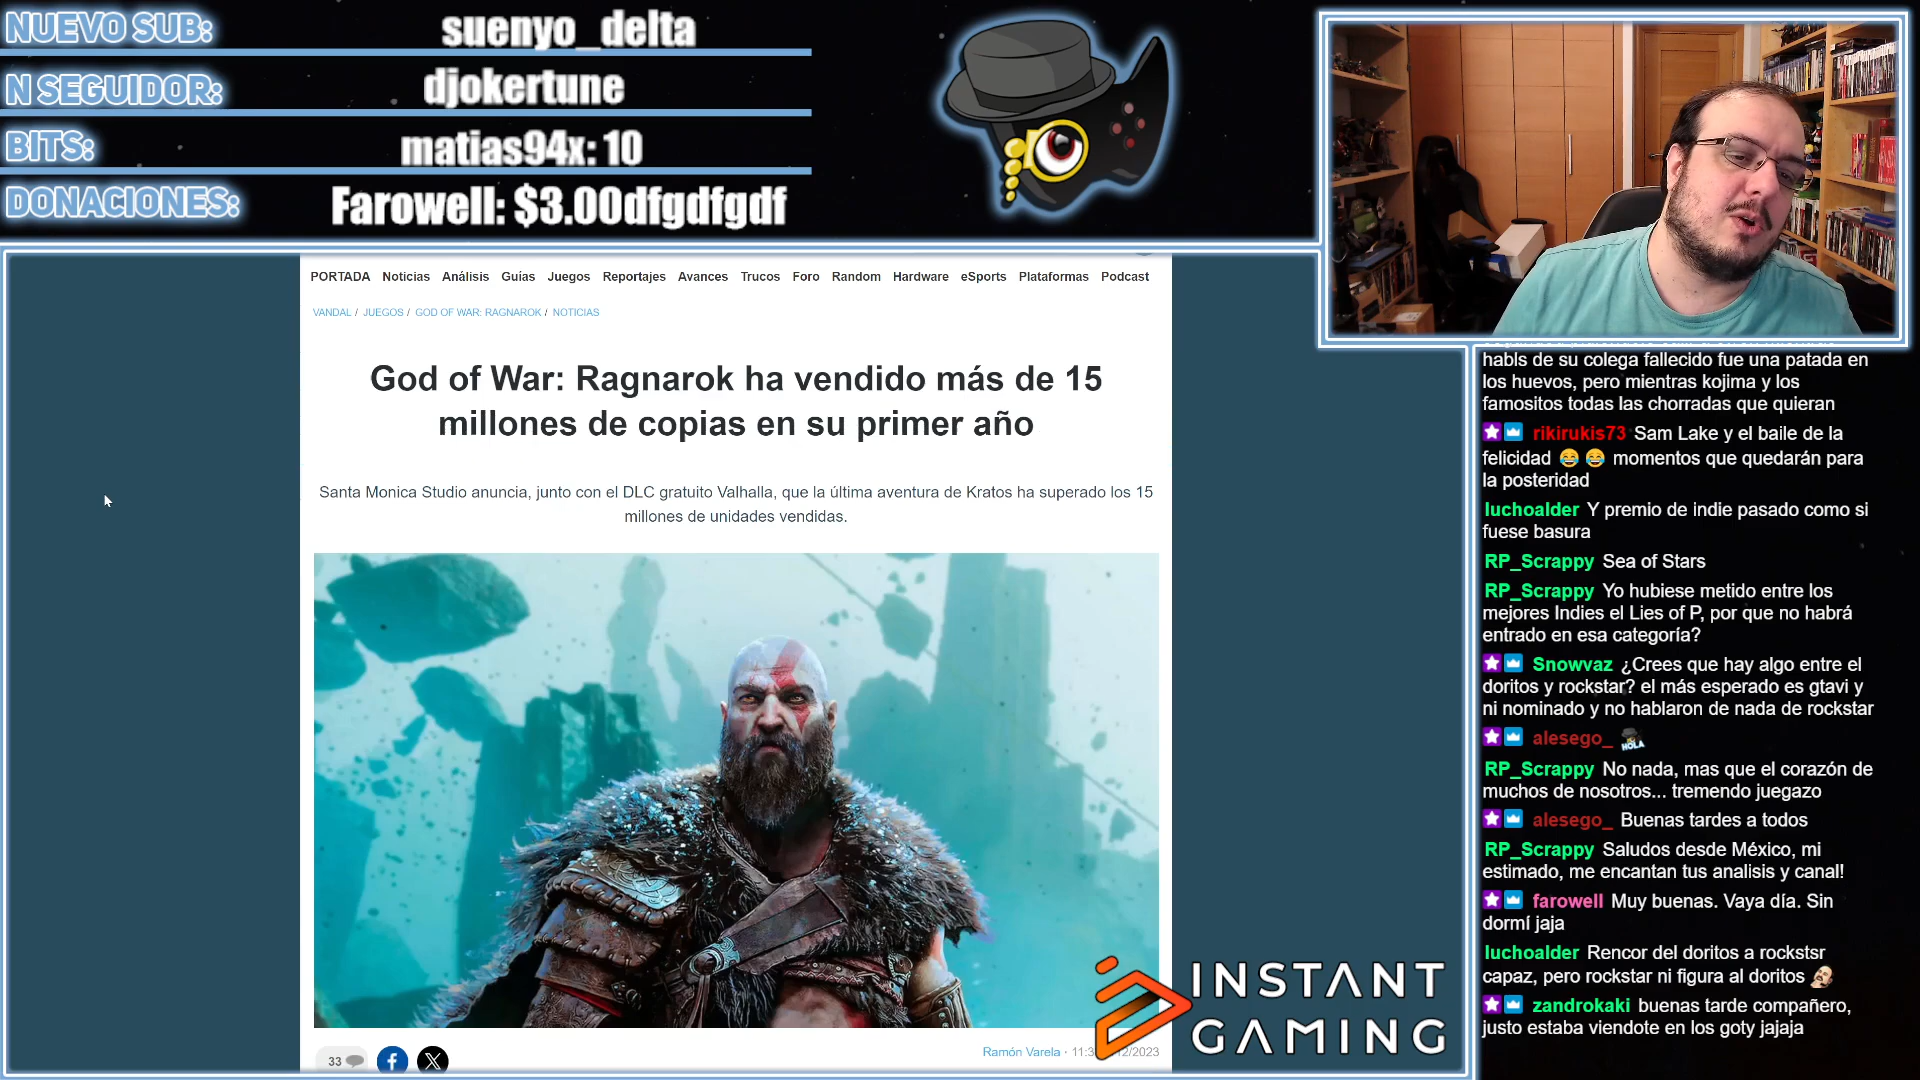 NUEVO SUB:
suenyo_delta
N SEGUIDOR:
djokertune
BITS:
matias94x: 10
DONACIONES:
Farowell: $3.00dfgdfgdf
PORTADA Noticias Análisis Guías Juegos Reportajes Avances Trucos Foro Random Hardware eSports Plataformas Podcast
VANDAL / JUEGOS / GOD OF WAR: RAGNAROK / NOTICIAS
God of War: Ragnarok ha vendido más de 15
millones de copias en su primer año
Santa Monica Studio anuncia, junto con el DLC gratuito Valhalla, que la última aventura de Kratos ha superado los 15
millones de unidades vendidas.
33
Ramón Varela · 11:3 12/2023
INSTANT
GAMING
habls de su colega fallecido fue una patada en
los huevos, pero mientras kojima y los
famositos todas las chorradas que quieran
rikirukis73 Sam Lake y el baile de la
felicidad 😂 😂 momentos que quedarán para
la posteridad
luchoalder Y premio de indie pasado como si
fuese basura
RP_Scrappy Sea of Stars
RP_Scrappy Yo hubiese metido entre los
mejores Indies el Lies of P, por que no habrá
entrado en esa categoría?
Snowvaz ¿Crees que hay algo entre el
doritos y rockstar? el más esperado es gtavi y
ni nominado y no hablaron de nada de rockstar
alesego_ HOLA
RP_Scrappy No nada, mas que el corazón de
muchos de nosotros... tremendo juegazo
alesego_ Buenas tardes a todos
RP_Scrappy Saludos desde México, mi
estimado, me encantan tus analisis y canal!
farowell Muy buenas. Vaya día. Sin
dormí jaja
luchoalder Rencor del doritos a rockstsr
capaz, pero rockstar ni figura al doritos
zandrokaki buenas tarde compañero,
justo estaba viendote en los goty jajaja